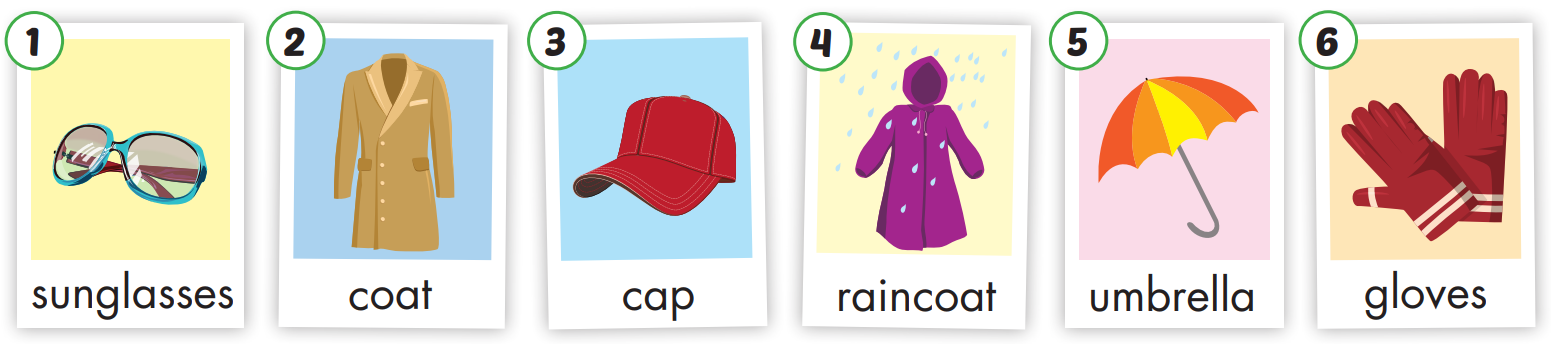 1
sunglasses
2
coat
3
cap
4
raincoat
5
umbrella
6
gloves